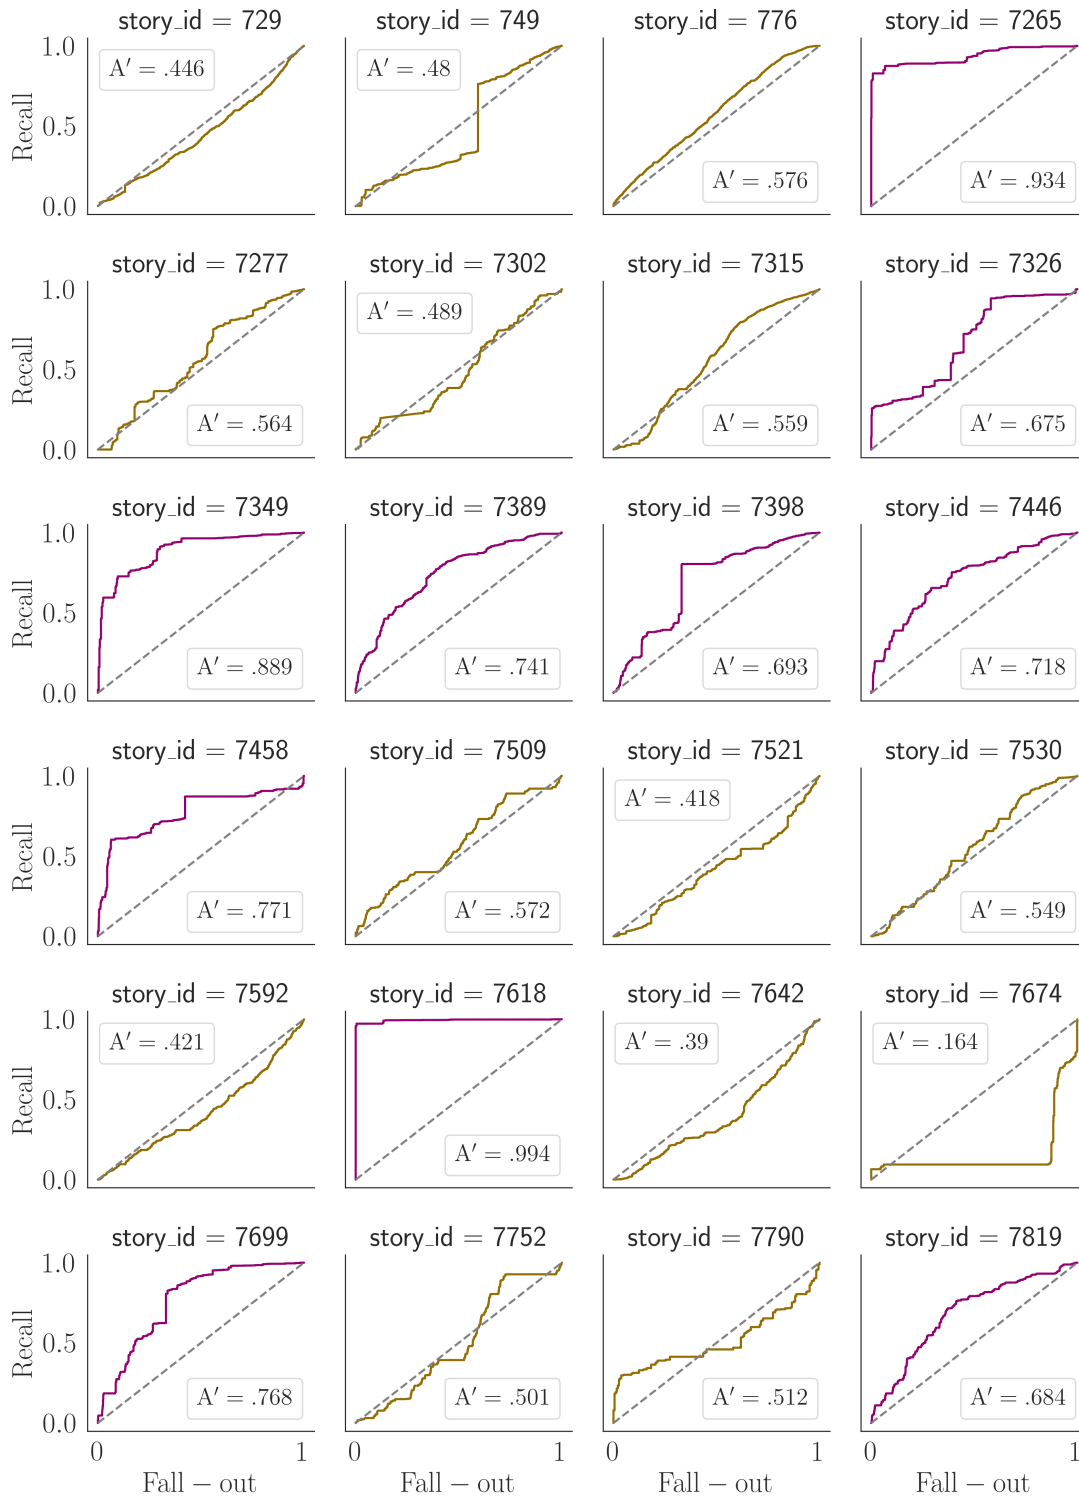 story_id = 729 story_id = 749 story_id = 776 story_id = 7265
1.0
A′ = .446
A′ = .48
Recall
0.5
A′ = .576
A′ = .934
0.0
story_id = 7277 story_id = 7302 story_id = 7315 story_id = 7326
1.0
A′ = .489
Recall
0.5
A′ = .564
A′ = .559
A′ = .675
0.0
story_id = 7349 story_id = 7389 story_id = 7398 story_id = 7446
1.0
Recall
0.5
A′ = .889
A′ = .741
A′ = .693
A′ = .718
0.0
story_id = 7458 story_id = 7509 story_id = 7521 story_id = 7530
1.0
A′ = .418
Recall
0.5
A′ = .771
A′ = .572
A′ = .549
0.0
story_id = 7592 story_id = 7618 story_id = 7642 story_id = 7674
1.0
A′ = .421
A′ = .39
A′ = .164
Recall
0.5
A′ = .994
0.0
story_id = 7699 story_id = 7752 story_id = 7790 story_id = 7819
1.0
Recall
0.5
A′ = .768
A′ = .501
A′ = .512
A′ = .684
0.0
0 1 0 1 0 1 0 1
Fall − out Fall − out Fall − out Fall − out